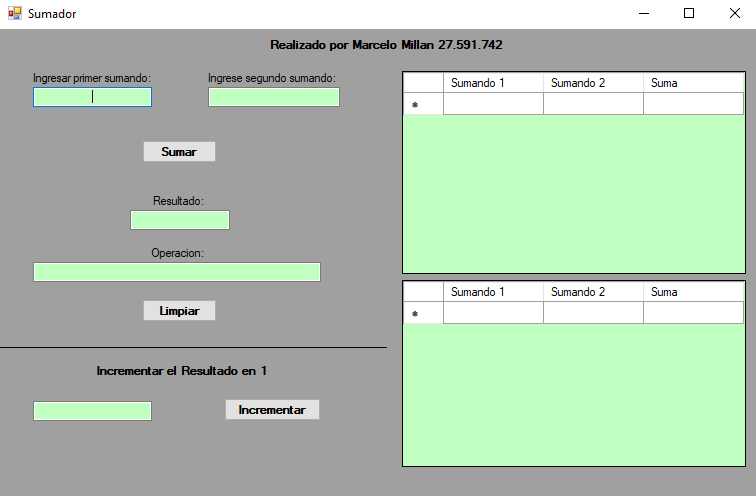 Sumador
Realizado por Marcelo Millan 27.591.742
Ingresar primer sumando:
Ingrese segundo sumando:
Sumar
Resultado:
Operacion:
Limpiar
Incrementar el Resultado en 1
Incrementar
Sumando 1 Sumando 2 Suma
*
Sumando 1 Sumando 2 Suma
*